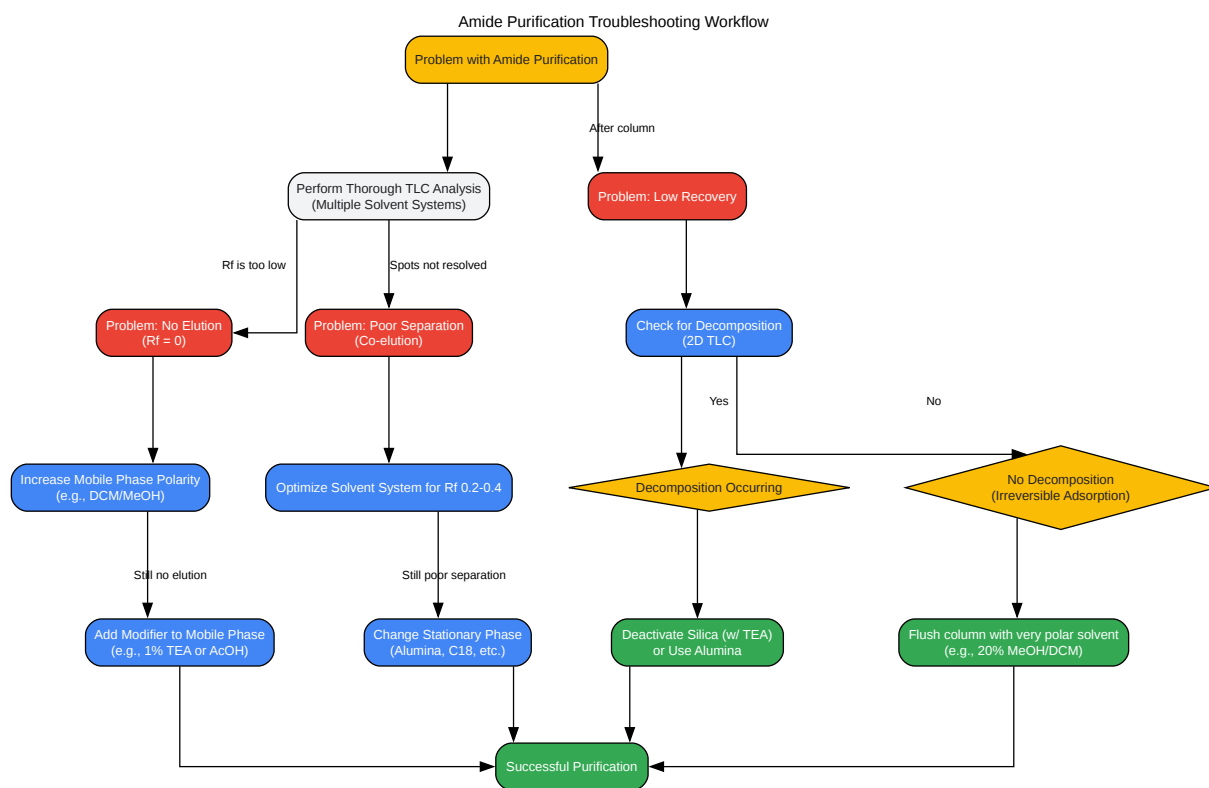 Amide Purification Troubleshooting Workflow
Problem with Amide Purification
After column
Perform Thorough TLC Analysis
(Multiple Solvent Systems)
Problem: Low Recovery
Rf is too low
Spots not resolved
Problem: No Elution
(Rf = 0)
Problem: Poor Separation
(Co-elution)
Check for Decomposition
(2D TLC)
Yes
No
Increase Mobile Phase Polarity
(e.g., DCM/MeOH)
Optimize Solvent System for Rf 0.2-0.4
Decomposition Occurring
No Decomposition
(Irreversible Adsorption)
Still no elution
Still poor separation
Add Modifier to Mobile Phase
(e.g., 1% TEA or AcOH)
Change Stationary Phase
(Alumina, C18, etc.)
Deactivate Silica (w/ TEA)
or Use Alumina
Flush column with very polar solvent
(e.g., 20% MeOH/DCM)
Successful Purification